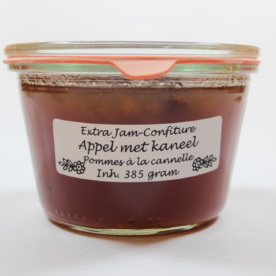 Extra Jam-Confiture
Appel met kaneel
Pommes à la cannelle
Inh. 385 gram